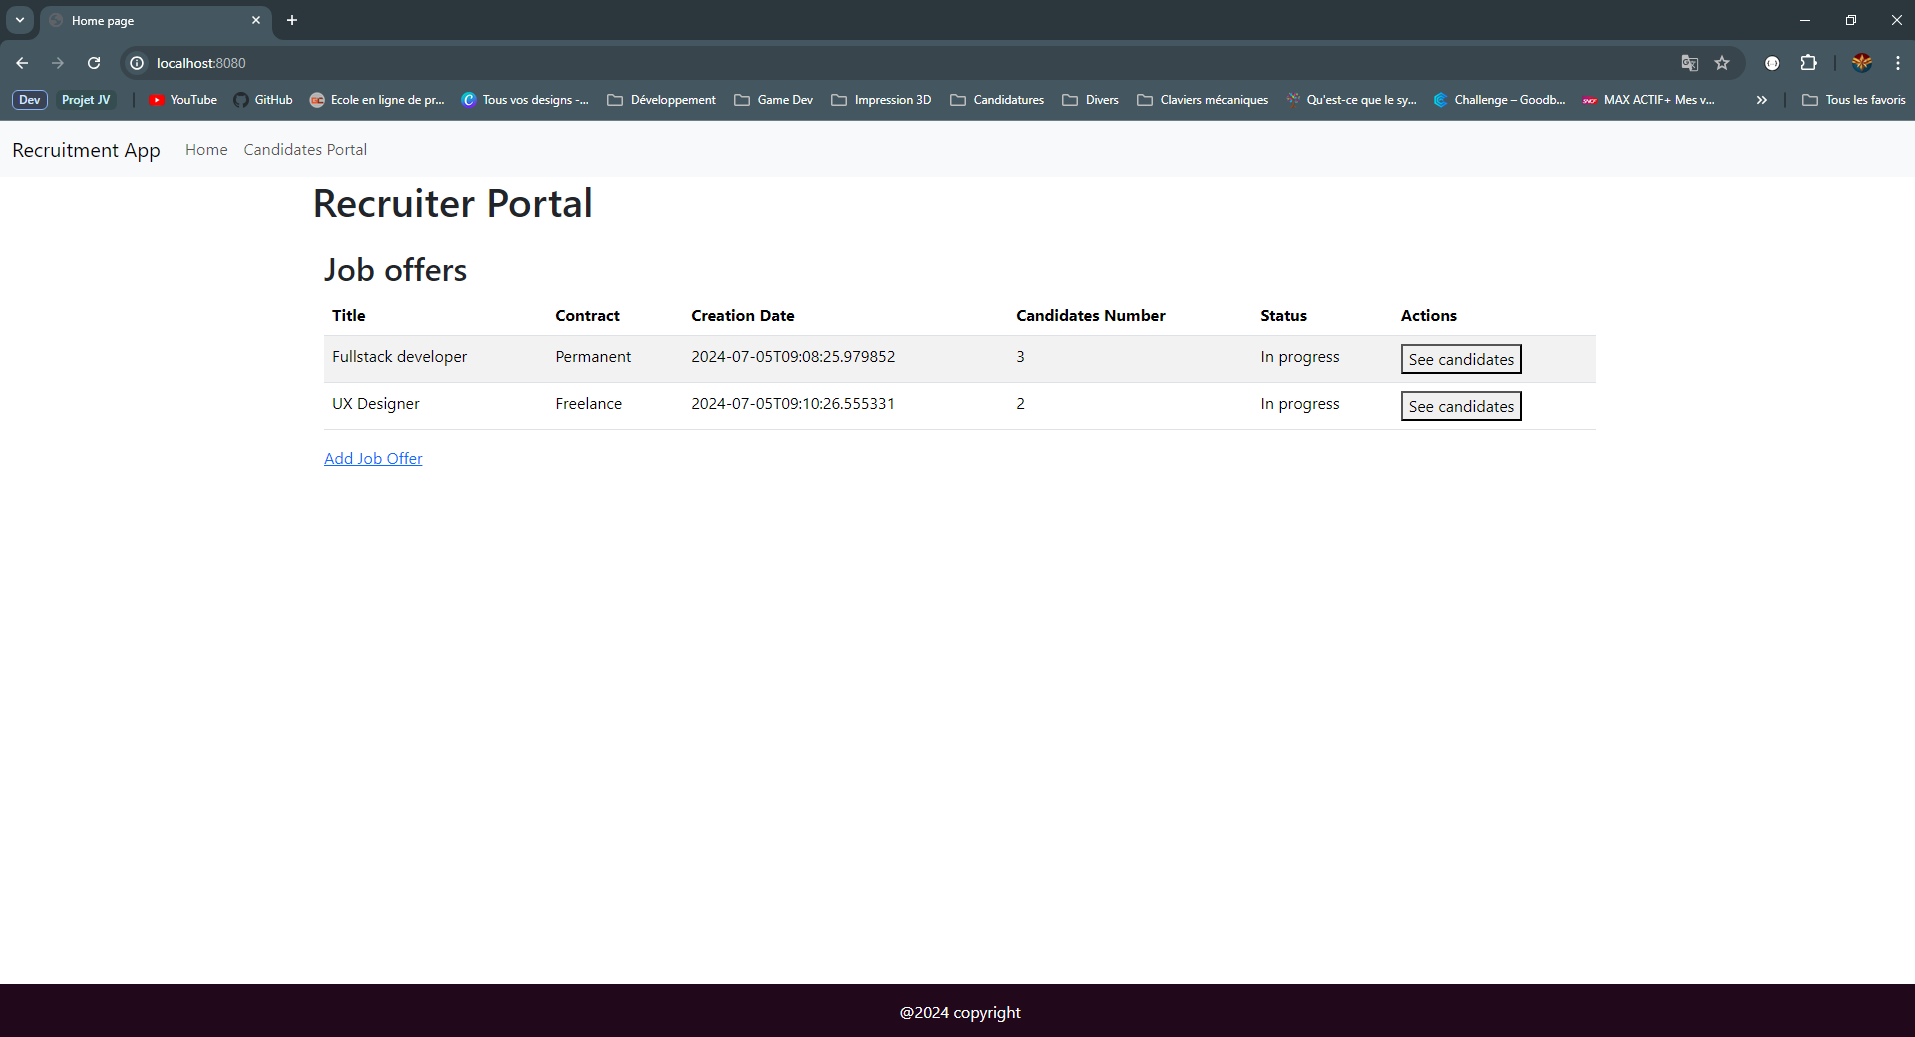 Home page
localhost:8080
Dev Projet JV YouTube GitHub Ecole en ligne de pr... Tous vos designs -... Développement Game Dev Impression 3D Candidatures Divers Claviers mécaniques Qu'est-ce que le sy... Challenge – Goodb... MAX ACTIF+ Mes v... Tous les favoris
Recruitment App Home Candidates Portal
Recruiter Portal
Job offers
Title Contract Creation Date Candidates Number Status Actions
Fullstack developer Permanent 2024-07-05T09:08:25.979852 3 In progress See candidates
UX Designer Freelance 2024-07-05T09:10:26.555331 2 In progress See candidates
Add Job Offer
@2024 copyright